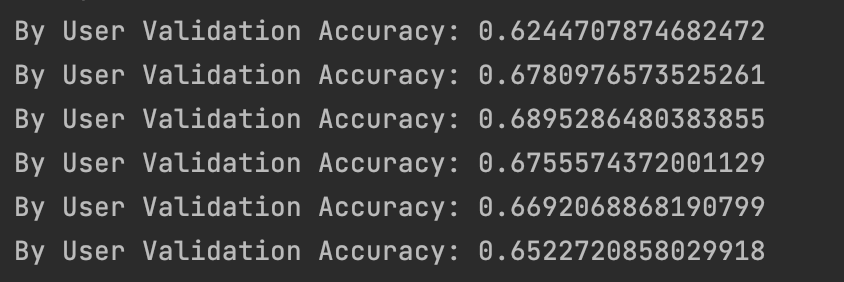 By User Validation Accuracy: 0.6244707874682472
By User Validation Accuracy: 0.6780976573525261
By User Validation Accuracy: 0.6895286480383855
By User Validation Accuracy: 0.6755574372001129
By User Validation Accuracy: 0.6692068868190799
By User Validation Accuracy: 0.6522720858029918